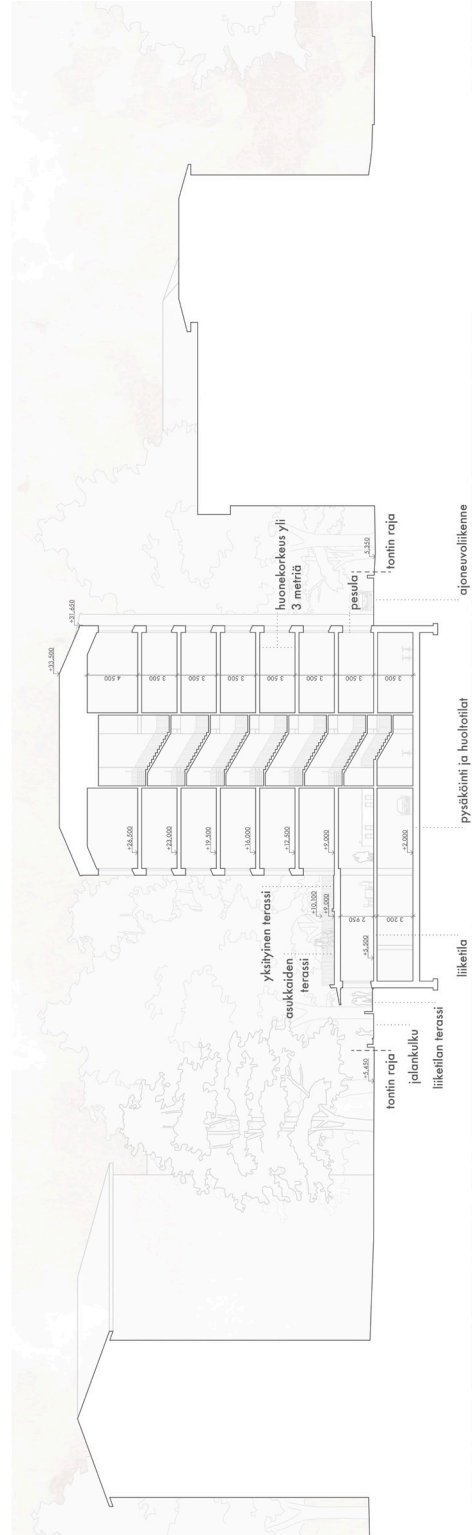 +33.500
+31.650
4 500
+26.500
3 500
+23.000
3 500
+19.500
3 500
+16.000
3 500
+12.500
huonekorkeus yli
3 metriä
yksityinen terassi
asukkaiden
terassi
+10.100
+9.000
+9.000
3 500
pesula
2 950
3 500
+5.500
+5.450
5.350
tontin raja
tontin raja
jalankulku
liiketilan terassi
3 200
+2.000
3 500
liiketila
pysäköinti ja huoltotilat
ajoneuvoliikenne